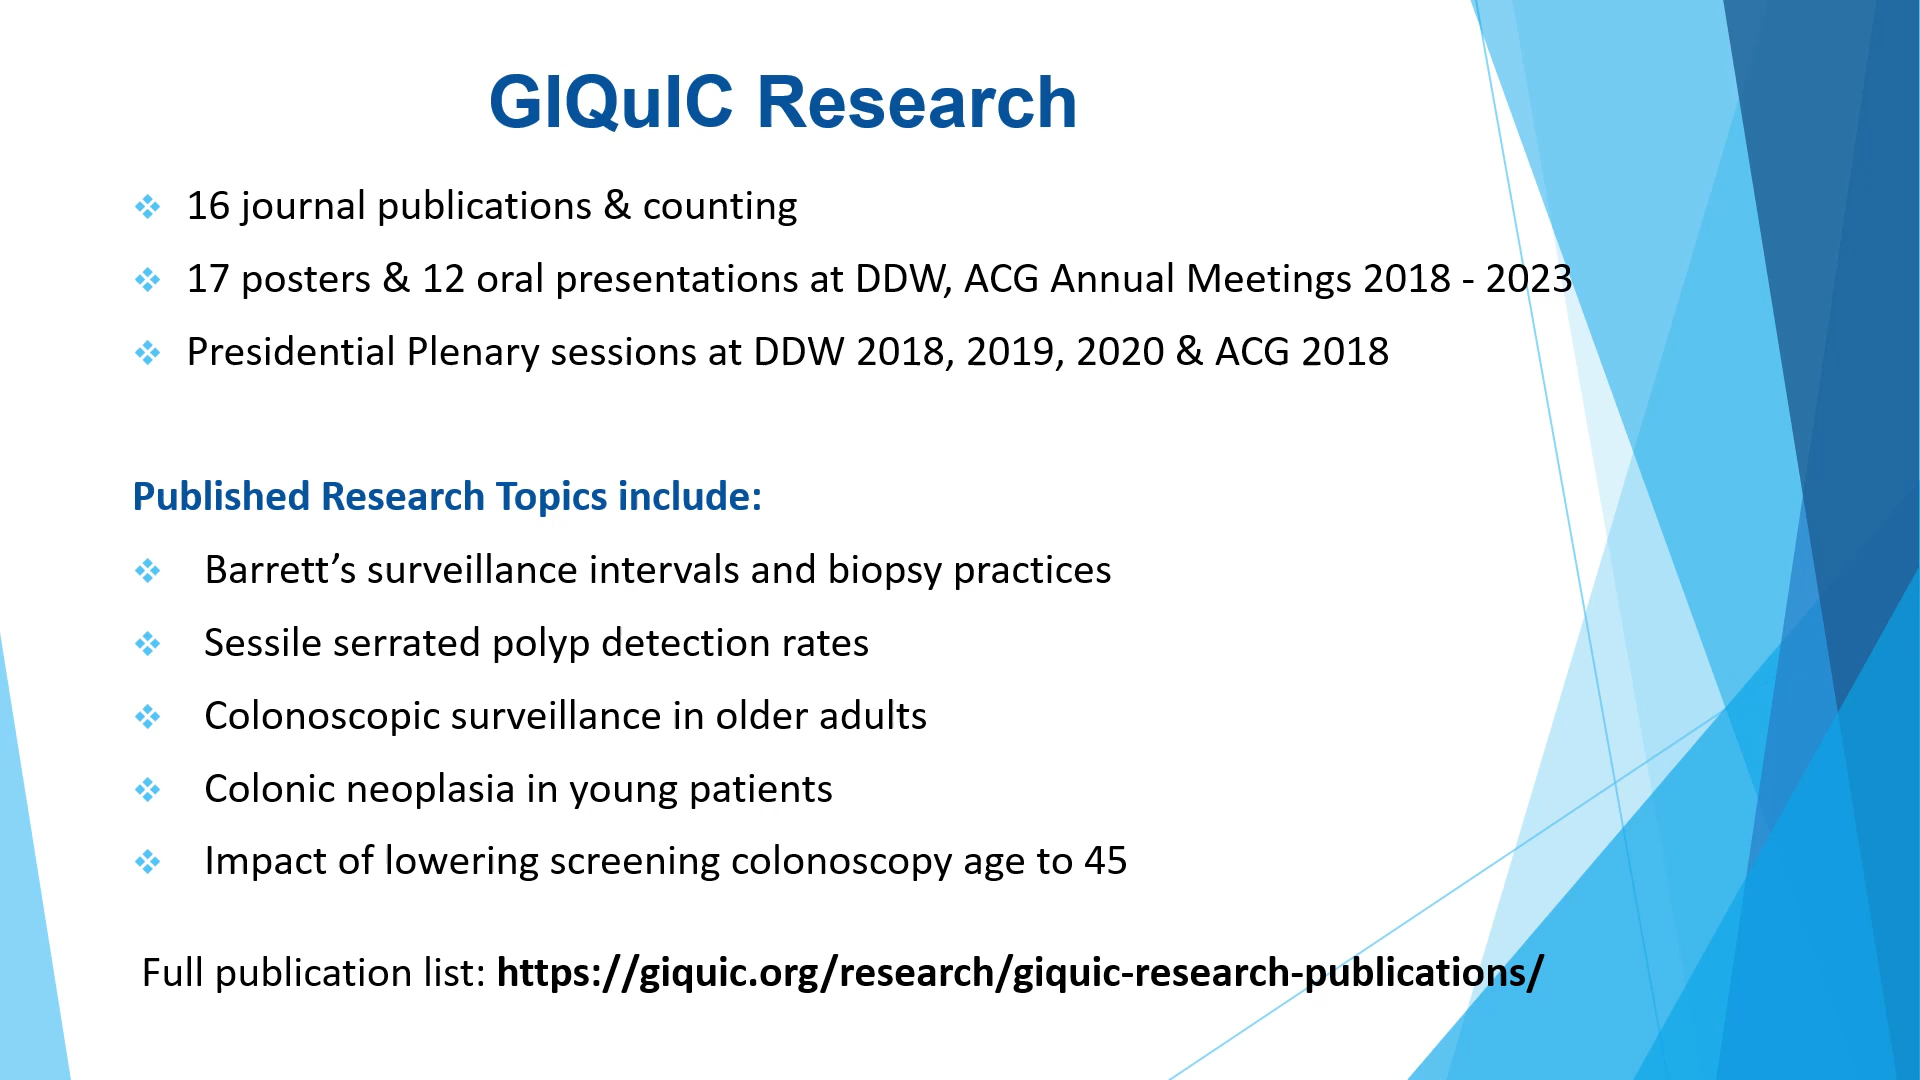 GIQuIC Research
16 journal publications & counting
17 posters & 12 oral presentations at DDW, ACG Annual Meetings 2018 - 2023
Presidential Plenary sessions at DDW 2018, 2019, 2020 & ACG 2018
Published Research Topics include:
Barrett’s surveillance intervals and biopsy practices
Sessile serrated polyp detection rates
Colonoscopic surveillance in older adults
Colonic neoplasia in young patients
Impact of lowering screening colonoscopy age to 45
Full publication list: https://giquic.org/research/giquic-research-publications/